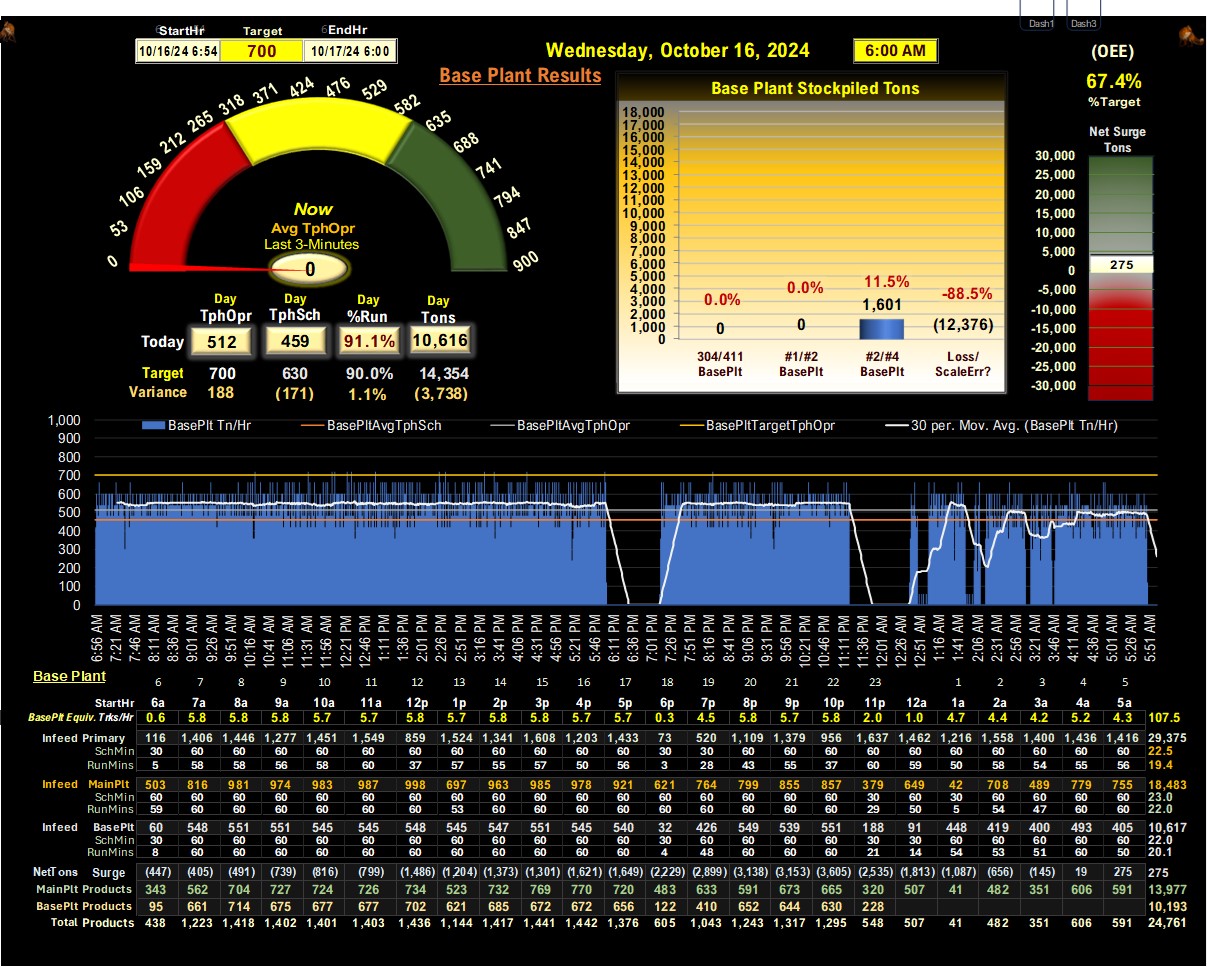 Dash1 Dash3
StartHr Target EndHr
10/16/24 6:54 700 10/17/24 6:00
Wednesday, October 16, 2024 6:00 AM
Base Plant Results
(OEE)
67.4%
%Target
0 53 106 159 212 265 318 371 424 476 529 582 635 688 741 794 847 900
Now
Avg TphOpr
Last 3-Minutes
0
Day Day Day Day
TphOpr TphSch %Run Tons
Today 512 459 91.1% 10,616
Target 700 630 90.0% 14,354
Variance 188 (171) 1.1% (3,738)
Base Plant Stockpiled Tons
18,000
17,000
16,000
15,000
14,000
13,000
12,000
11,000
10,000
9,000
8,000
7,000
6,000
5,000
4,000
3,000
2,000
1,000
0
0.0% 0.0% 11.5% -88.5%
0 0 1,601 (12,376)
304/411 #1/#2 #2/#4 Loss/
BasePlt BasePlt BasePlt ScaleErr?
Net Surge
Tons
30,000
25,000
20,000
15,000
10,000
5,000
0
-5,000
-10,000
-15,000
-20,000
-25,000
-30,000
275
BasePlt Tn/Hr BasePltAvgTphSch BasePltAvgTphOpr BasePltTargetTphOpr 30 per. Mov. Avg. (BasePlt Tn/Hr)
1,000
900
800
700
600
500
400
300
200
100
0
6:56 AM 7:21 AM 7:46 AM 8:11 AM 8:36 AM 9:01 AM 9:26 AM 9:51 AM 10:16 AM 10:41 AM 11:06 AM 11:31 AM 11:56 AM 12:21 PM 12:46 PM 1:11 PM 1:36 PM 2:01 PM 2:26 PM 2:51 PM 3:16 PM 3:41 PM 4:06 PM 4:31 PM 4:56 PM 5:21 PM 5:46 PM 6:11 PM 6:36 PM 7:01 PM 7:26 PM 7:51 PM 8:16 PM 8:41 PM 9:06 PM 9:31 PM 9:56 PM 10:21 PM 10:46 PM 11:11 PM 11:36 PM 12:01 AM 12:26 AM 12:51 AM 1:16 AM 1:41 AM 2:06 AM 2:31 AM 2:56 AM 3:21 AM 3:46 AM 4:11 AM 4:36 AM 5:01 AM 5:26 AM 5:51 AM
Base Plant 6 7 8 9 10 11 12 13 14 15 16 17 18 19 20 21 22 23 1 2 3 4 5
StartHr 6a 7a 8a 9a 10a 11a 12p 1p 2p 3p 4p 5p 6p 7p 8p 9p 10p 11p 12a 1a 2a 3a 4a 5a
BasePlt Equiv. Trks/Hr 0.6 5.8 5.8 5.8 5.7 5.7 5.8 5.7 5.8 5.8 5.7 5.7 0.3 4.5 5.8 5.7 5.8 2.0 1.0 4.7 4.4 4.2 5.2 4.3 107.5
Infeed Primary 116 1,406 1,446 1,277 1,451 1,549 859 1,524 1,341 1,608 1,203 1,433 73 520 1,109 1,379 956 1,637 1,462 1,216 1,558 1,400 1,436 1,416 29,375
SchMin 30 60 60 60 60 60 60 60 60 60 60 60 30 30 60 60 60 60 60 60 60 60 60 60 22.5
RunMins 5 58 58 56 58 60 37 57 55 57 50 56 3 28 43 55 37 60 59 50 58 54 55 56 19.4
Infeed MainPlt 503 816 981 974 983 987 998 697 963 985 978 921 621 764 799 855 857 379 649 42 708 489 779 755 18,483
SchMin 60 60 60 60 60 60 60 60 60 60 60 60 60 60 60 60 60 30 60 30 60 60 60 60 23.0
RunMins 59 60 60 60 60 60 60 53 60 60 60 60 60 60 60 60 60 29 50 5 54 47 60 60 22.0
Infeed BasePlt 60 548 551 551 545 545 548 545 547 551 545 540 32 426 549 539 551 188 91 448 419 400 493 405 10,617
SchMin 30 60 60 60 60 60 60 60 60 60 60 60 30 60 60 60 60 30 30 60 60 60 60 60 22.0
RunMins 8 60 60 60 60 60 60 60 60 60 60 60 4 48 60 60 60 21 14 54 53 51 60 50 20.1
NetTons Surge (447) (405) (491) (739) (816) (799) (1,486) (1,204) (1,373) (1,301) (1,621) (1,649) (2,229) (2,899) (3,138) (3,153) (3,605) (2,535) (1,813) (1,087) (656) (145) 19 275 275
MainPlt Products 343 562 704 727 724 726 734 523 732 769 770 720 483 633 591 673 665 320 507 41 482 351 606 591 13,977
BasePlt Products 95 661 714 675 677 677 702 621 685 672 672 656 122 410 652 644 630 228 10,193
Total Products 438 1,223 1,418 1,402 1,401 1,403 1,436 1,144 1,417 1,441 1,442 1,376 605 1,043 1,243 1,317 1,295 548 507 41 482 351 606 591 24,761